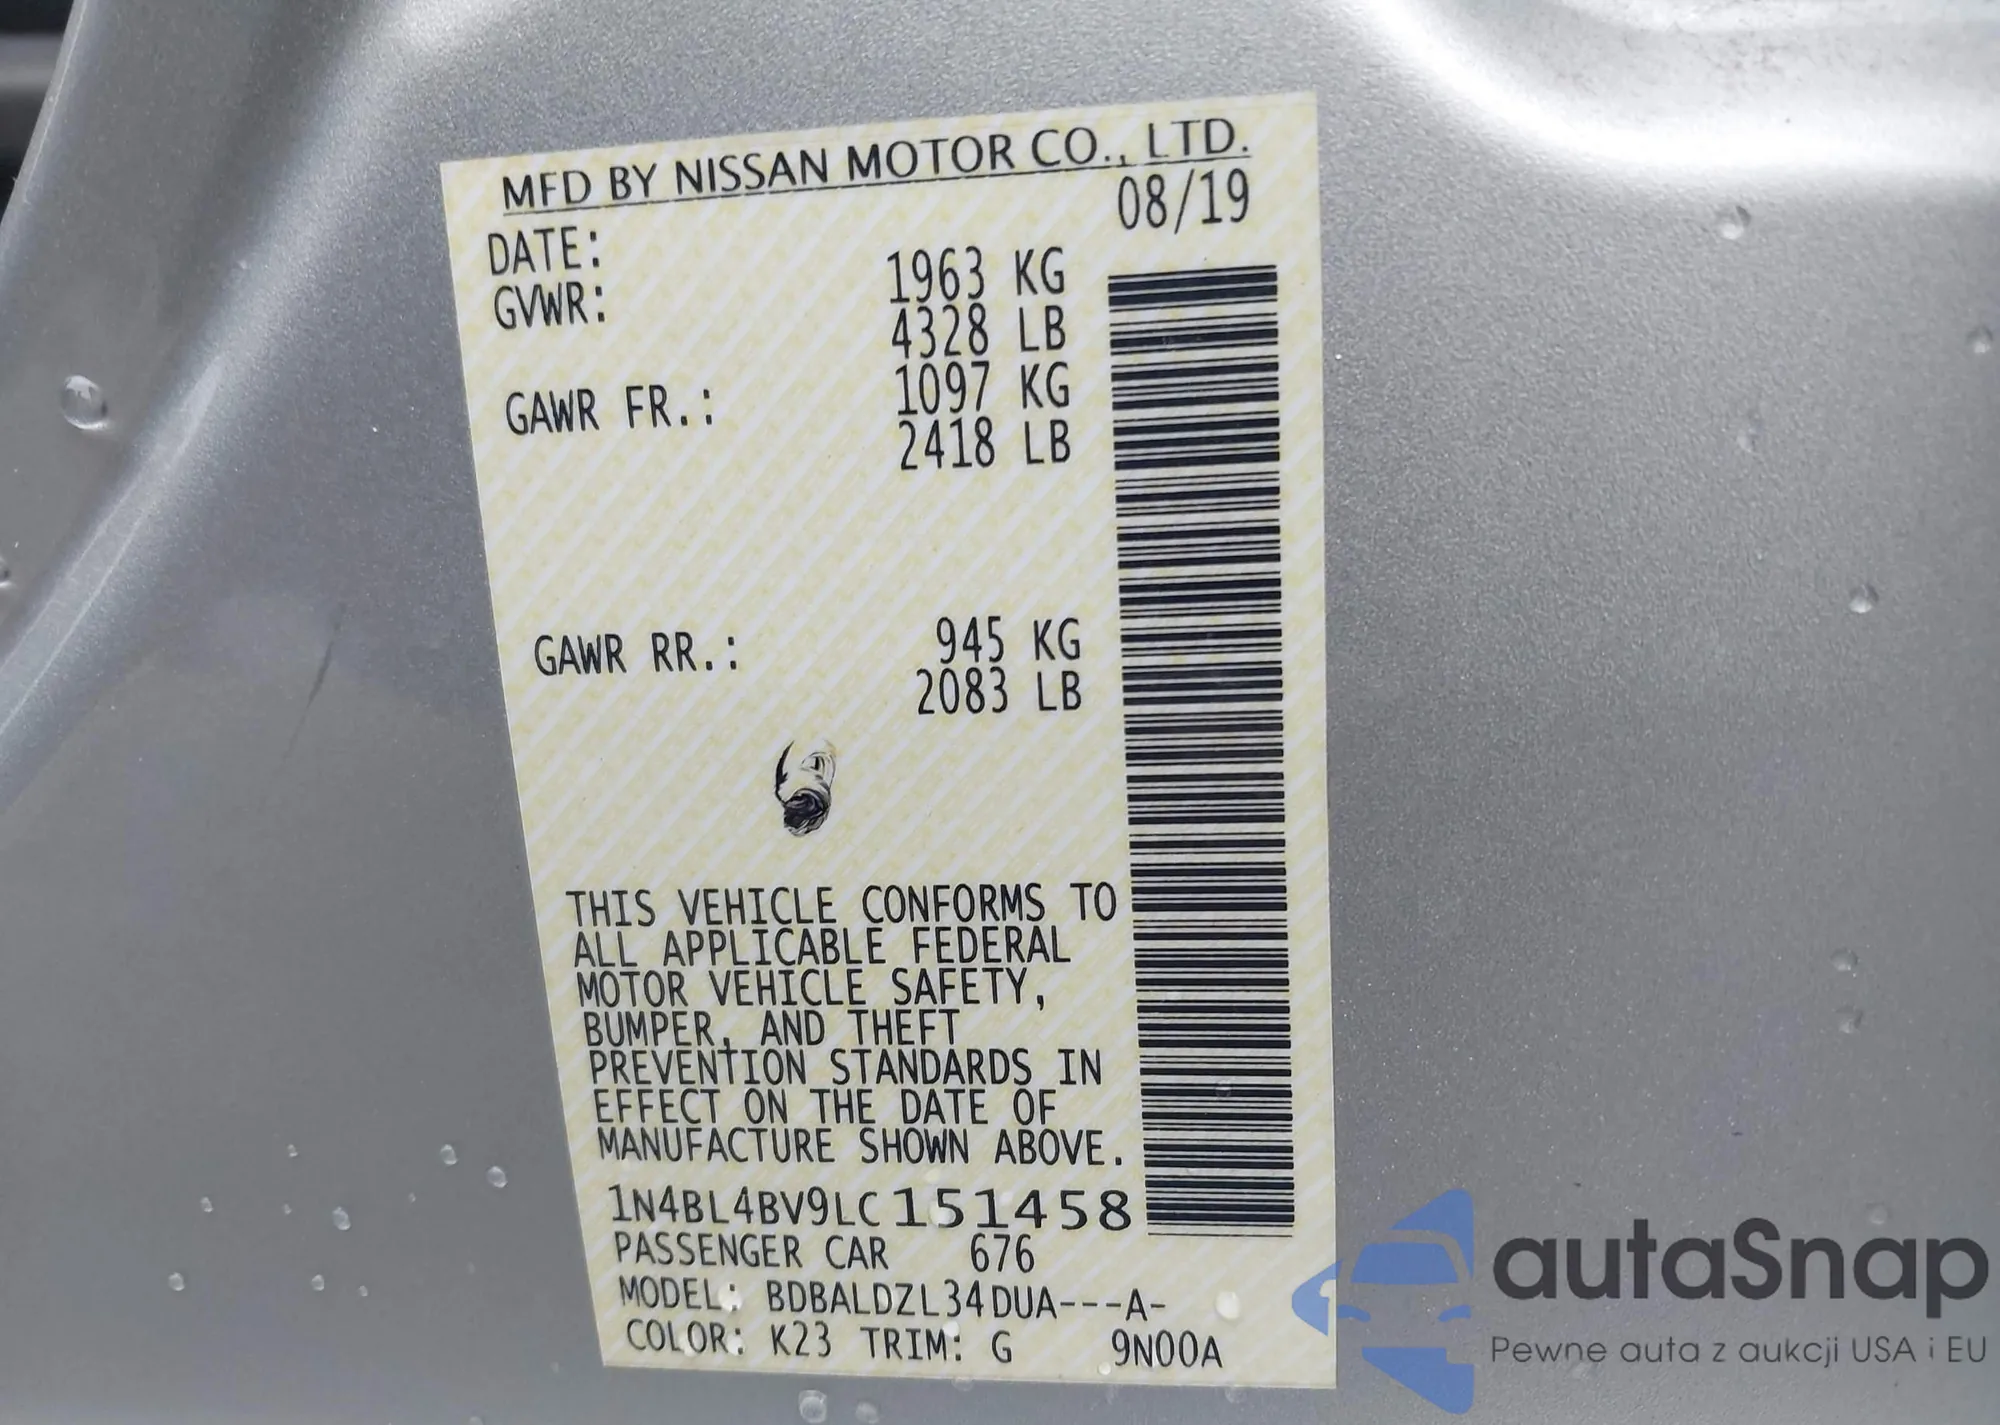 MFD BY NISSAN MOTOR CO., LTD.
DATE: 08/19
GVWR: 1963 KG
4328 LB
GAWR FR.: 1097 KG
2418 LB
GAWR RR.: 945 KG
2083 LB
THIS VEHICLE CONFORMS TO
ALL APPLICABLE FEDERAL
MOTOR VEHICLE SAFETY,
BUMPER, AND THEFT
PREVENTION STANDARDS IN
EFFECT ON THE DATE OF
MANUFACTURE SHOWN ABOVE.
1N4BL4BV9LC151458
PASSENGER CAR 676
MODEL: BDBALDZL34DUA---A-
COLOR: K23 TRIM: G 9N00A
autaSnap
Pewne auta z aukcji USA i EU